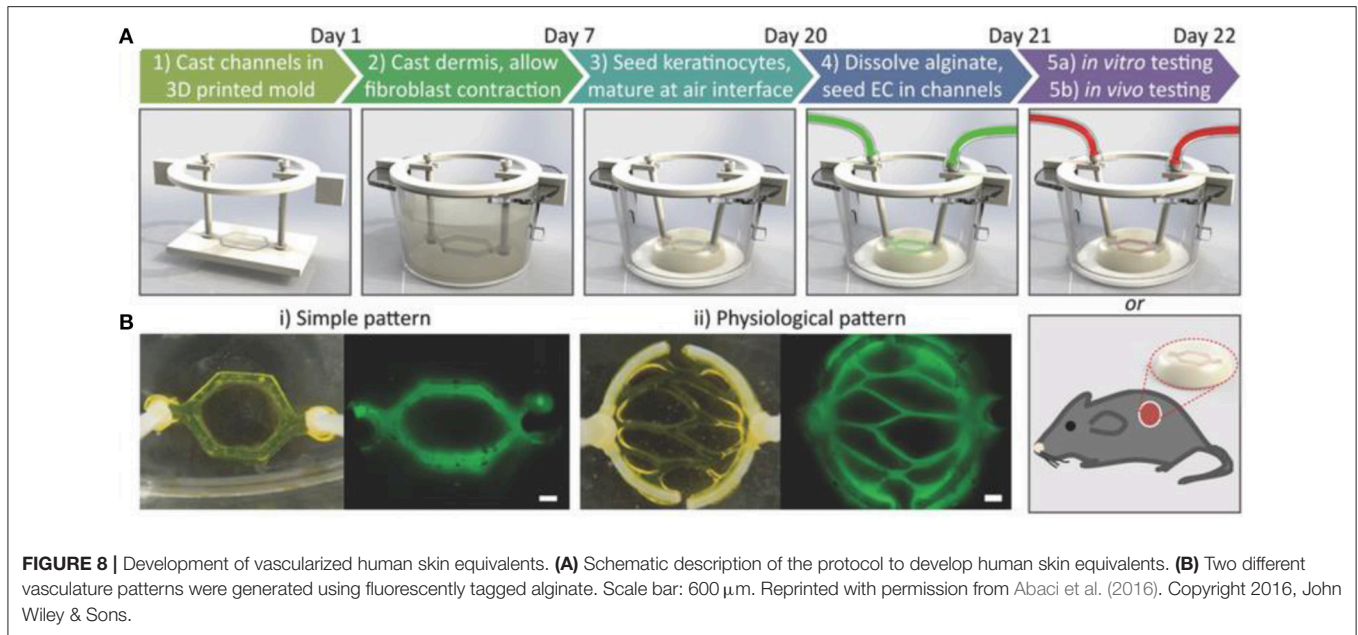 A
Day 1
Day 7
Day 20
Day 21
Day 22
1) Cast channels in
3D printed mold
2) Cast dermis, allow
fibroblast contraction
3) Seed keratinocytes,
mature at air interface
4) Dissolve alginate,
seed EC in channels
5a) in vitro testing
5b) in vivo testing
or
B
i) Simple pattern
ii) Physiological pattern
FIGURE 8 | Development of vascularized human skin equivalents. (A) Schematic description of the protocol to develop human skin equivalents. (B) Two different
vasculature patterns were generated using fluorescently tagged alginate. Scale bar: 600 μm. Reprinted with permission from Abaci et al. (2016). Copyright 2016, John
Wiley & Sons.